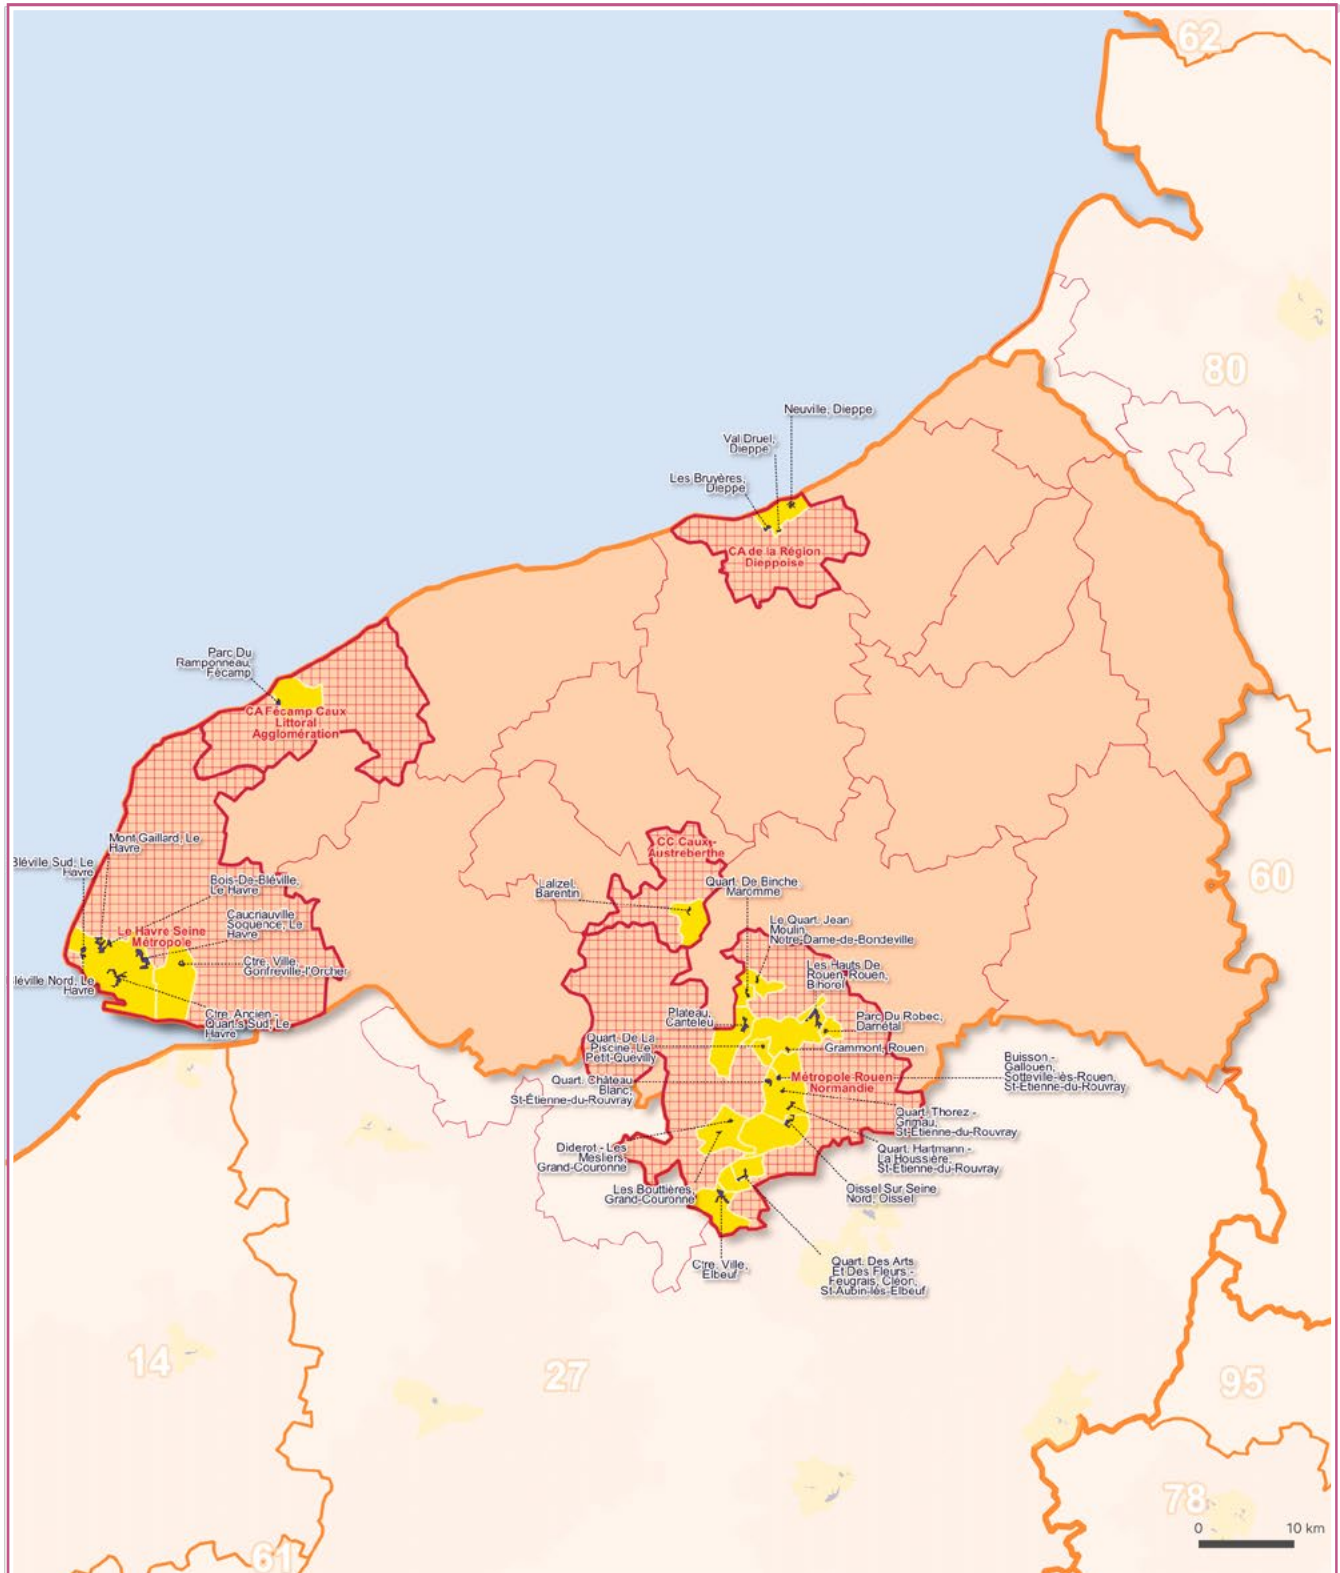 62
80
Neuville, Dieppe
Val Druel,
Dieppe
Les Bruyères,
Dieppe
CA de la Région
Dieppoise
Parc Du
Ramponneau,
Fécamp
CA Fécamp Caux
Littoral
Agglomération
Mont Gaillard, Le
Havre
Bléville Sud, Le
Havre
Bois-De-Bléville,
Le Havre
Caucriauville
Soquence, Le
Havre
Le Havre Seine
Métropole
Ctre. Ville,
Gonfreville-l'Orcher
Bléville Nord, Le
Havre
Ctre. Ancien -
Quart.s Sud, Le
Havre
CC Caux-
Austreberthe
Lalizel,
Barentin
Quart. De Binche
Maromme
60
Le Quart. Jean
Moulin
Notre-Dame-de-Bondeville
Les Hauts De
Rouen, Rouen,
Bihorel
Plateau,
Canteleu
Parc Du Robec,
Darnétal
Quart. De La
Piscine, Le
Petit-Quevilly
Grammont, Rouen
Buisson -
Gallouen,
Sotteville-lès-Rouen,
St-Étienne-du-Rouvray
Quart. Château
Blanc,
St-Étienne-du-Rouvray
Métropole Rouen
Normandie
Quart. Thorez -
Grimau,
St-Étienne-du-Rouvray
Diderot - Les
Mesliers,
Grand-Couronne
Quart. Hartmann -
La Houssière,
St-Étienne-du-Rouvray
Les Bouttières,
Grand-Couronne
Oissel Sur Seine
Nord, Oissel
Ctre. Ville,
Elbeuf
Quart. Des Arts
Et Des Fleurs -
Feugrais, Cléon,
St-Aubin-lès-Elbeuf
14
27
95
78
61
0 10 km